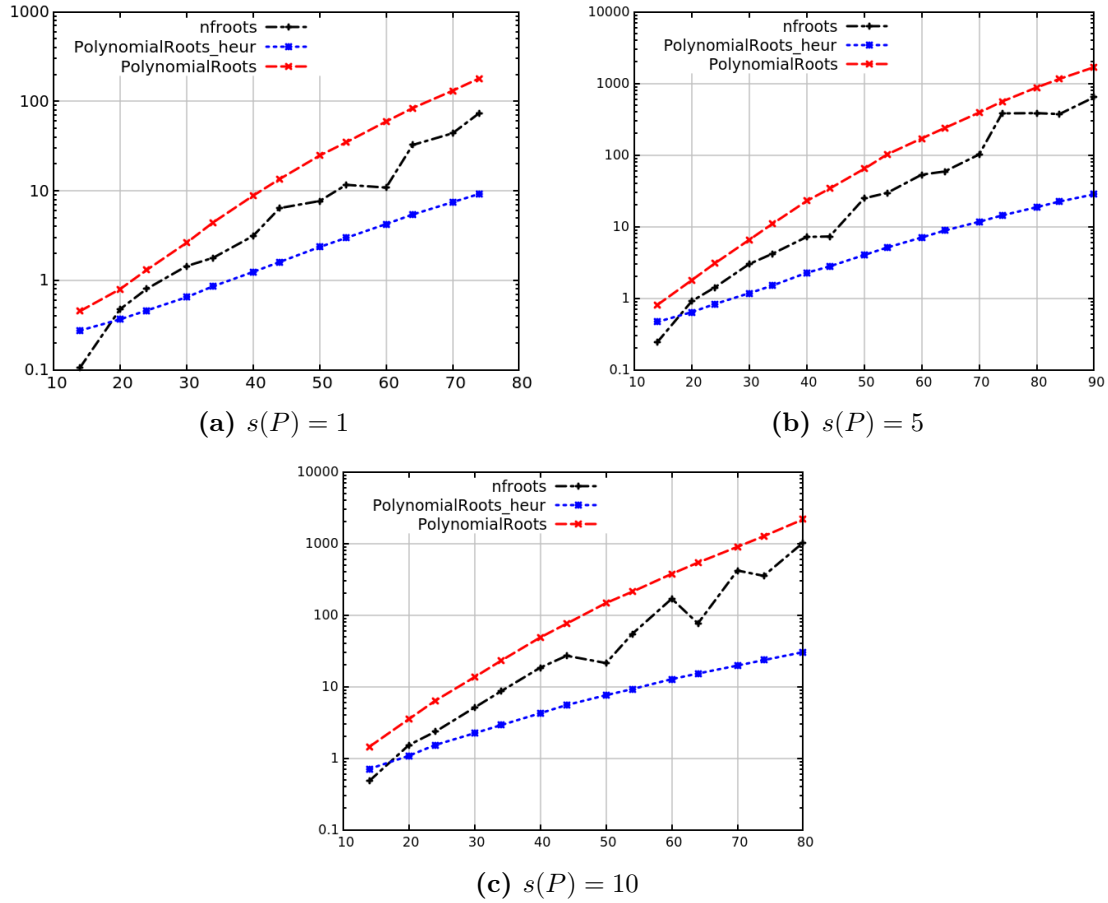 1000
100
10
1
0.1
nfroots
PolynomialRoots_heur
PolynomialRoots
10 20 30 40 50 60 70 80
(a) s(P) = 1
10000
1000
100
10
1
0.1
nfroots
PolynomialRoots_heur
PolynomialRoots
10 20 30 40 50 60 70 80 90
(b) s(P) = 5
10000
1000
100
10
1
0.1
nfroots
PolynomialRoots_heur
PolynomialRoots
10 20 30 40 50 60 70 80
(c) s(P) = 10